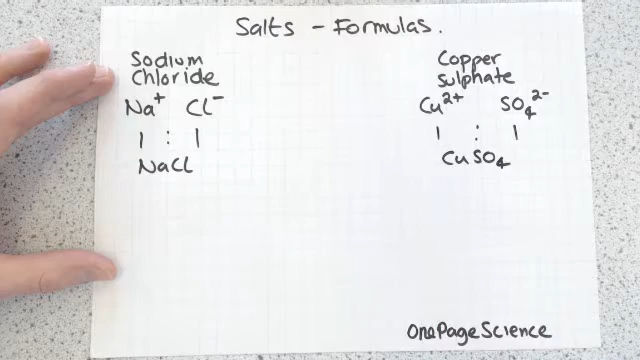 Salts - Formulas.
Sodium
Chloride
Na⁺ Cl⁻
1 : 1
NaCl
Copper
Sulphate
Cu²⁺ SO₄²⁻
1 : 1
CuSO₄
OnePageScience